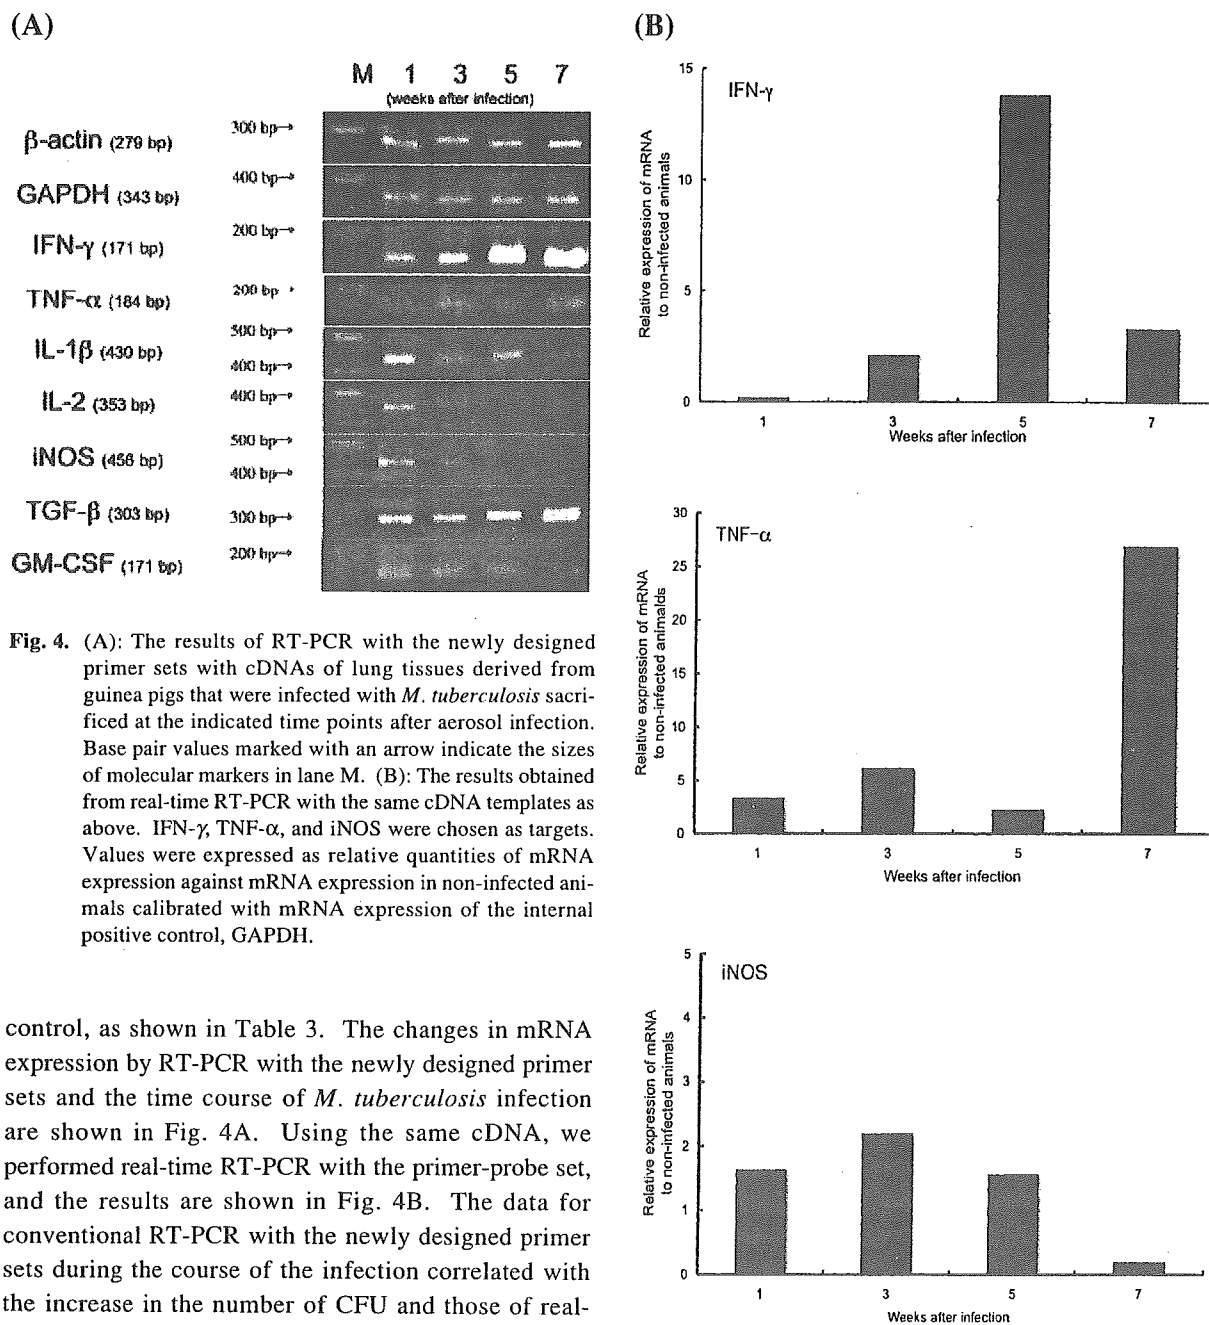 (A)
M 1 3 5 7
(weeks after infection)
β-actin (279 bp) 300 bp→
GAPDH (343 bp) 400 bp→
IFN-γ (171 bp) 200 bp→
TNF-α (184 bp) 200 bp
IL-1β (430 bp) 500 bp→
400 bp→
IL-2 (353 bp) 400 bp→
iNOS (456 bp) 500 bp→
400 bp→
TGF-β (303 bp) 300 bp→
GM-CSF (171 bp) 200 bp→
Fig. 4. (A): The results of RT-PCR with the newly designed
primer sets with cDNAs of lung tissues derived from
guinea pigs that were infected with M. tuberculosis sacri-
ficed at the indicated time points after aerosol infection.
Base pair values marked with an arrow indicate the sizes
of molecular markers in lane M. (B): The results obtained
from real-time RT-PCR with the same cDNA templates as
above. IFN-γ, TNF-α, and iNOS were chosen as targets.
Values were expressed as relative quantities of mRNA
expression against mRNA expression in non-infected ani-
mals calibrated with mRNA expression of the internal
positive control, GAPDH.
control, as shown in Table 3. The changes in mRNA
expression by RT-PCR with the newly designed primer
sets and the time course of M. tuberculosis infection
are shown in Fig. 4A. Using the same cDNA, we
performed real-time RT-PCR with the primer-probe set,
and the results are shown in Fig. 4B. The data for
conventional RT-PCR with the newly designed primer
sets during the course of the infection correlated with
the increase in the number of CFU and those of real-
(B)
IFN-γ
Relative expression of mRNA
to non-infected animals
15
10
5
0
1 3 5 7
Weeks after infection
TNF-α
Relative expression of mRNA
to non-infected animalds
30
25
20
15
10
5
0
1 3 5 7
Weeks after infection
iNOS
Relative expression of mRNA
to non-infected animals
5
4
3
2
1
0
1 3 5 7
Weeks after infection